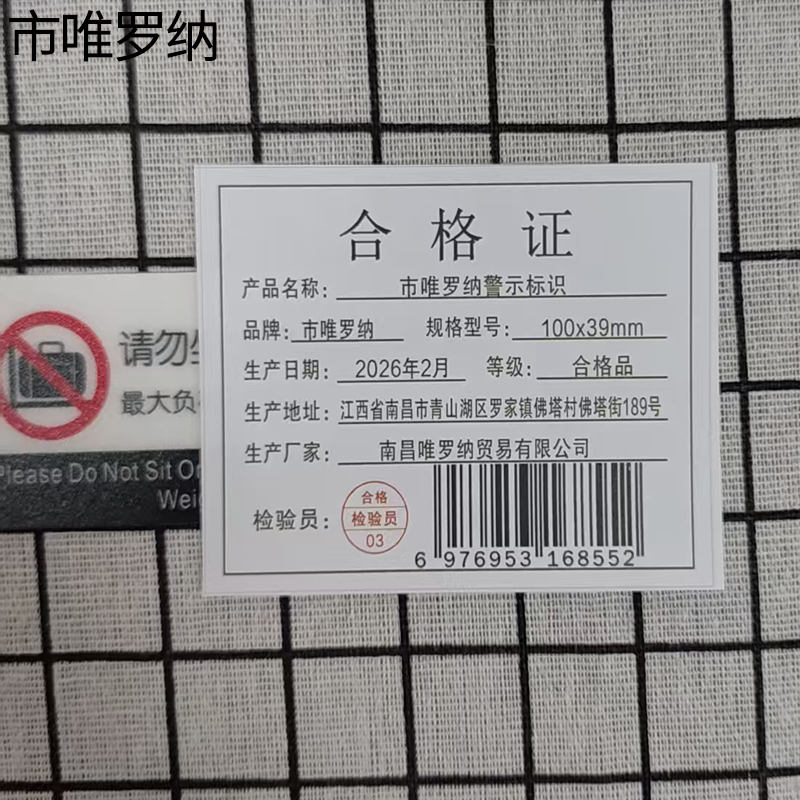 市唯罗纳
合格证
产品名称：市唯罗纳警示标识
品牌：市唯罗纳 规格型号：100x39mm
生产日期：2026年2月 等级：合格品
生产地址：江西省南昌市青山湖区罗家镇佛塔村佛塔街189号
生产厂家：南昌唯罗纳贸易有限公司
检验员：
合格
检验员
03
6 976953 168552
请勿坐
最大负
Please Do Not Sit On
Wei